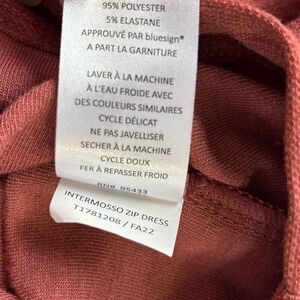 95% POLYESTER
5% ELASTANE
APPROUVÉ PAR bluesign®
A PART LA GARNITURE
LAVER À LA MACHINE
À L'EAU FROIDE AVEC
DES COULEURS SIMILAIRES
CYCLE DÉLICAT
NE PAS JAVELLISER
SECHER À LA MACHINE
CYCLE DOUX
FER À REPASSER FROID
RN#. 95433
INTERMOSSO ZIP DRESS
T1781208 / FA22